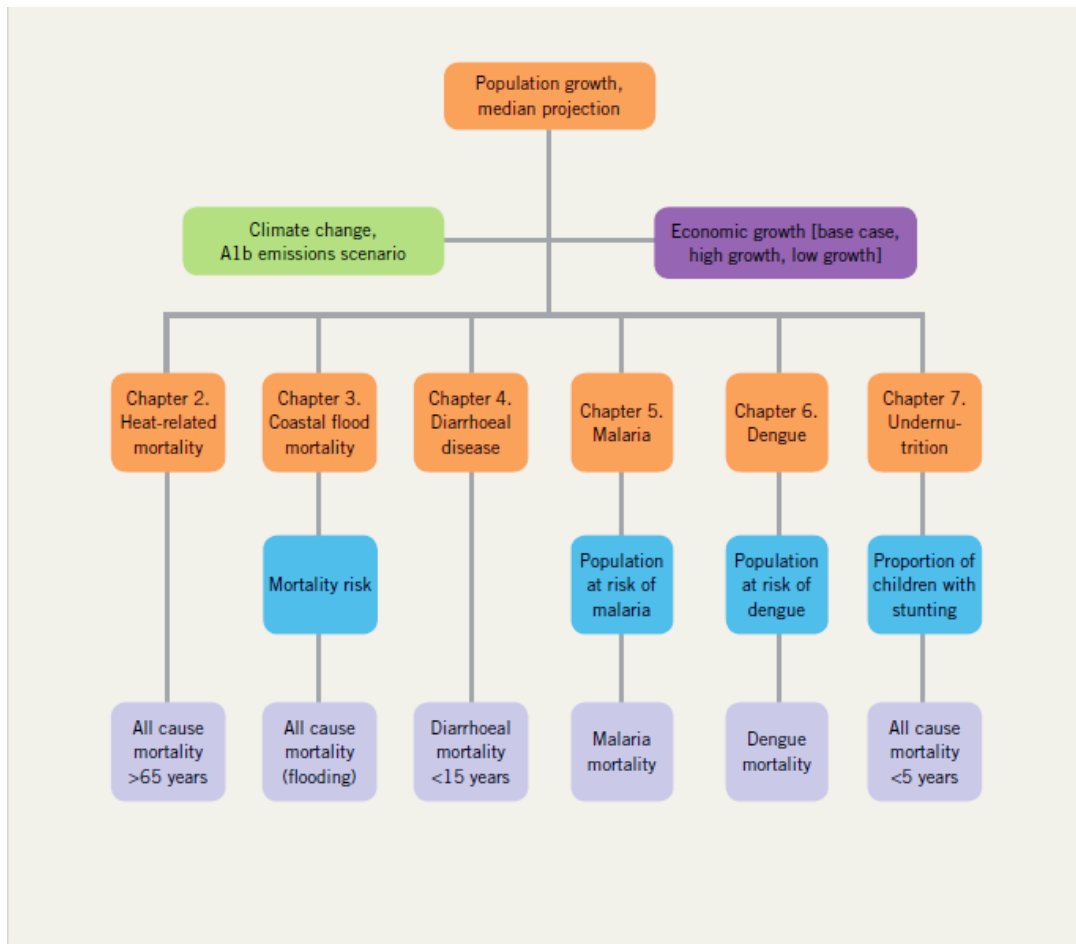 Population growth,
median projection
Climate change,
A1b emissions scenario
Economic growth [base case,
high growth, low growth]
Chapter 2.
Heat-related
mortality
Chapter 3.
Coastal flood
mortality
Chapter 4.
Diarrhoeal
disease
Chapter 5.
Malaria
Chapter 6.
Dengue
Chapter 7.
Undernu-
trition
Mortality risk
Population
at risk of
malaria
Population
at risk of
dengue
Proportion of
children with
stunting
All cause
mortality
>65 years
All cause
mortality
(flooding)
Diarrhoeal
mortality
<15 years
Malaria
mortality
Dengue
mortality
All cause
mortality
<5 years